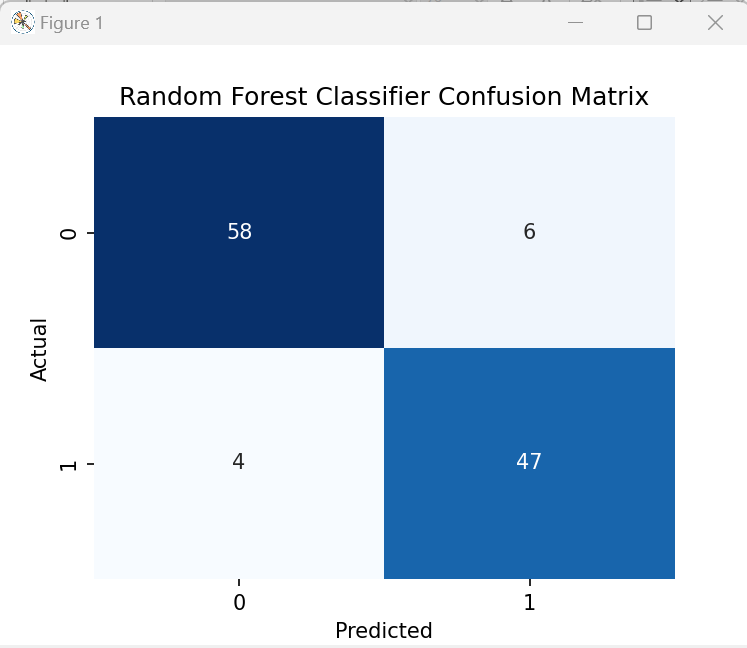 Figure 1
Random Forest Classifier Confusion Matrix
0
58
6
Actual
1
4
47
0
1
Predicted